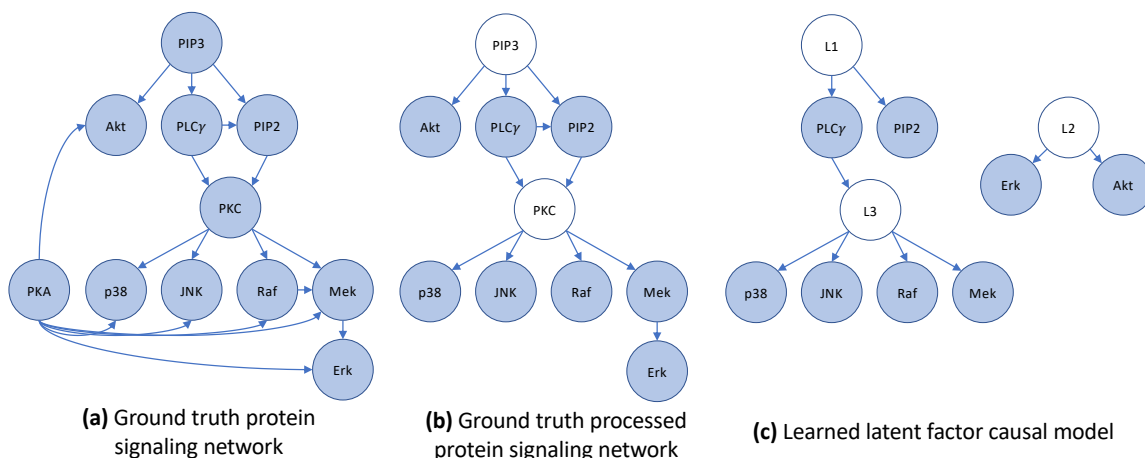 PIP3
Akt
PLCγ
PIP2
PKC
PKA
p38
JNK
Raf
Mek
Erk
(a) Ground truth protein
signaling network
PIP3
Akt
PLCγ
PIP2
PKC
p38
JNK
Raf
Mek
Erk
(b) Ground truth processed
protein signaling network
L1
PLCγ
PIP2
L2
Erk
Akt
L3
p38
JNK
Raf
Mek
(c) Learned latent factor causal model